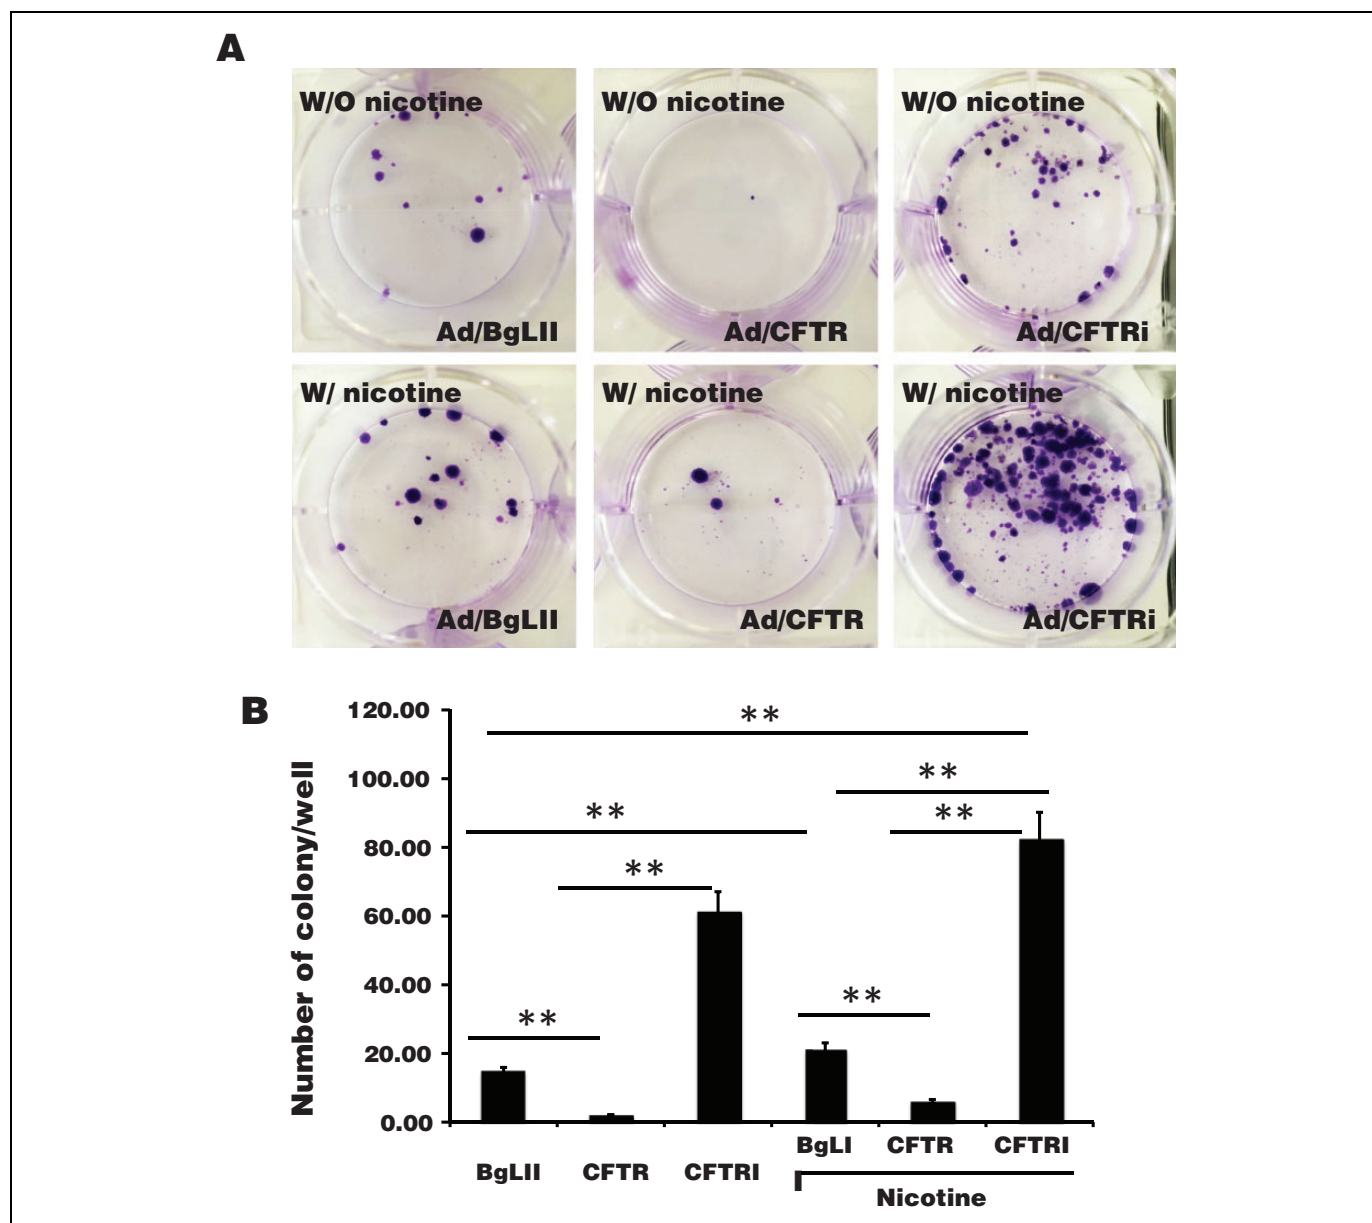 A
W/O nicotine
W/O nicotine
W/O nicotine
Ad/BgLII
Ad/CFTR
Ad/CFTRi
W/ nicotine
W/ nicotine
W/ nicotine
Ad/BgLII
Ad/CFTR
Ad/CFTRi
B
Number of colony/well
120.00
100.00
80.00
60.00
40.00
20.00
0.00
**
**
**
**
**
**
**
BgLII
CFTR
CFTRI
BgLI
CFTR
CFTRI
Nicotine